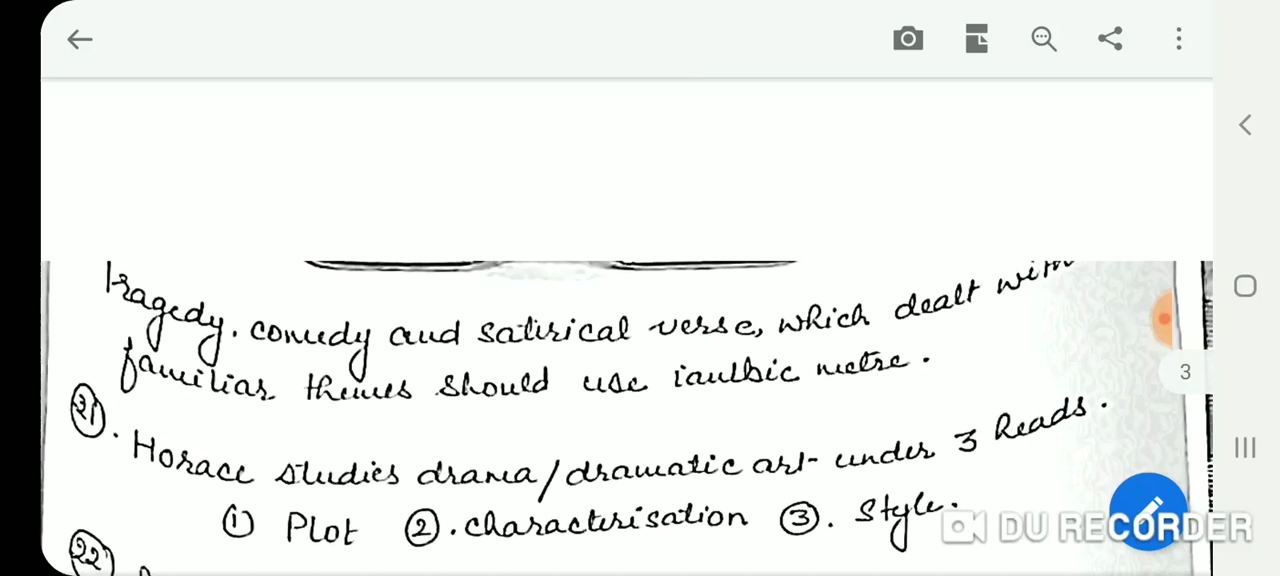 3
Tragedy. comedy and satirical verse, which dealt with
familiar themes should use iambic metre.
21. Horace studies drama/dramatic art under 3 heads.
① Plot ②. characterisation ③. Style.
DU RECORDER
22